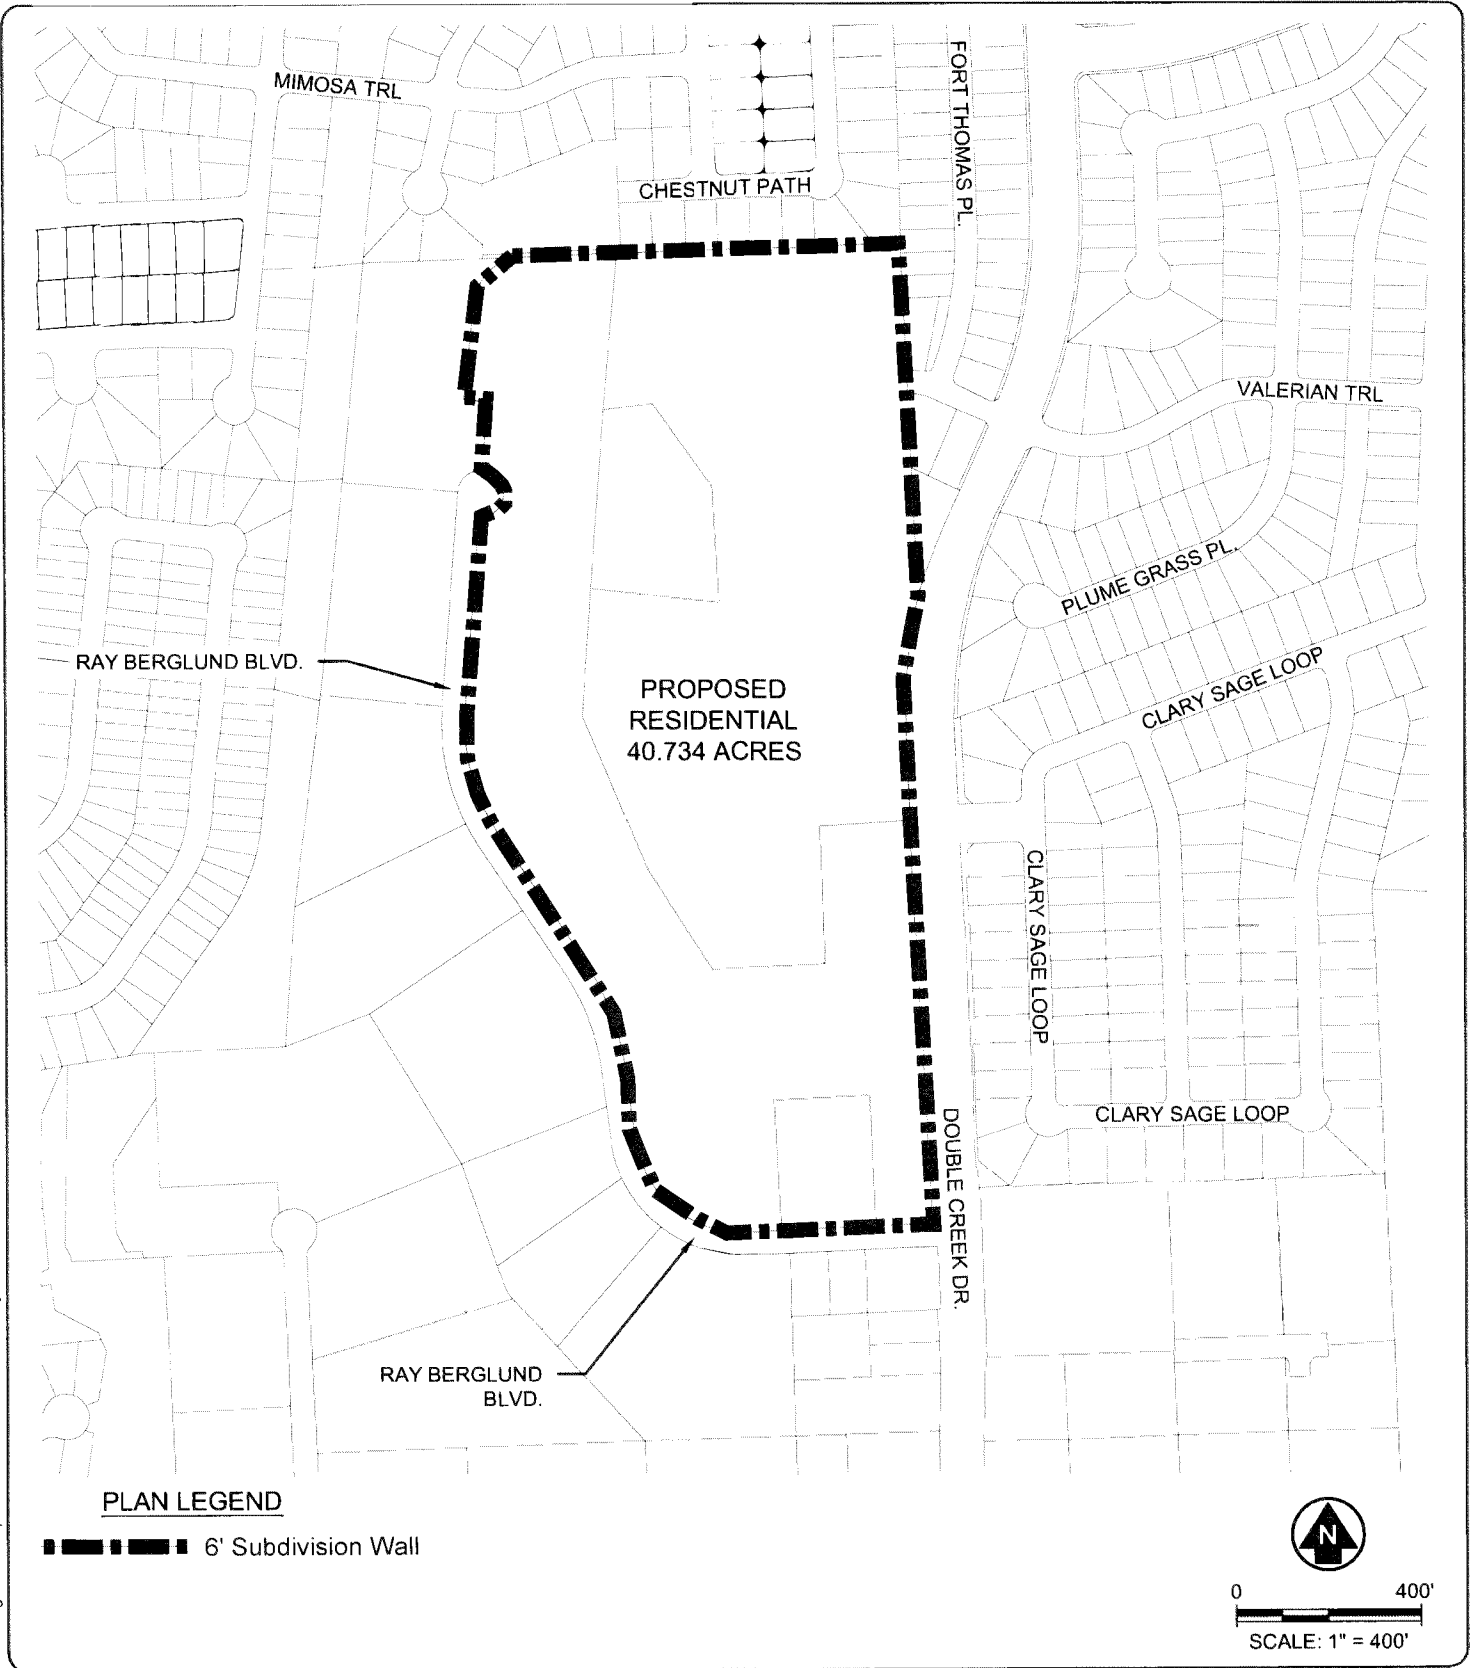 MIMOSA TRL
FORT THOMAS PL.
CHESTNUT PATH
VALERIAN TRL
PLUME GRASS PL.
RAY BERGLUND BLVD.
CLARY SAGE LOOP
PROPOSED
RESIDENTIAL
40.734 ACRES
CLARY SAGE LOOP
CLARY SAGE LOOP
DOUBLE CREEK DR.
RAY BERGLUND
BLVD.
PLAN LEGEND
6' Subdivision Wall
N
0 400'
SCALE: 1" = 400'